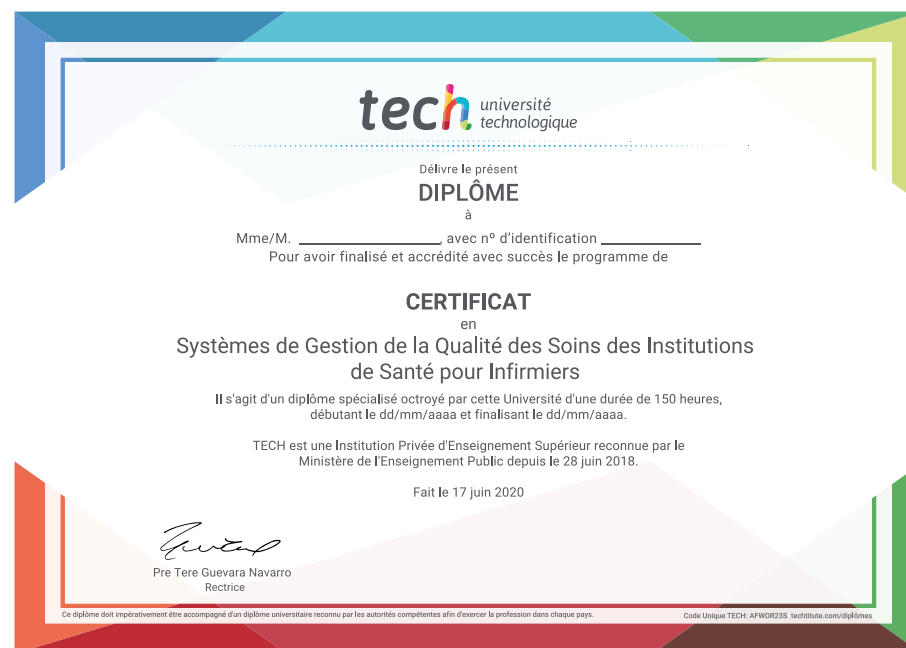 tech université
technologique
Délivre le présent
DIPLÔME
à
Mme/M. ____________, avec nº d'identification ____________
Pour avoir finalisé et accrédité avec succès le programme de
CERTIFICAT
en
Systèmes de Gestion de la Qualité des Soins des Institutions
de Santé pour Infirmiers
Il s'agit d'un diplôme spécialisé octroyé par cette Université d'une durée de 150 heures,
débutant le dd/mm/aaaa et finalisant le dd/mm/aaaa.
TECH est une Institution Privée d'Enseignement Supérieur reconnue par le
Ministère de l'Enseignement Public depuis le 28 juin 2018.
Fait le 17 juin 2020
Pre Tere Guevara Navarro
Rectrice
Ce diplôme doit impérativement être accompagné d'un diplôme universitaire reconnu par les autorités compétentes afin d'exercer la profession dans chaque pays.
Code Unique TECH: AFWOR23S techtitute.com/diplômes